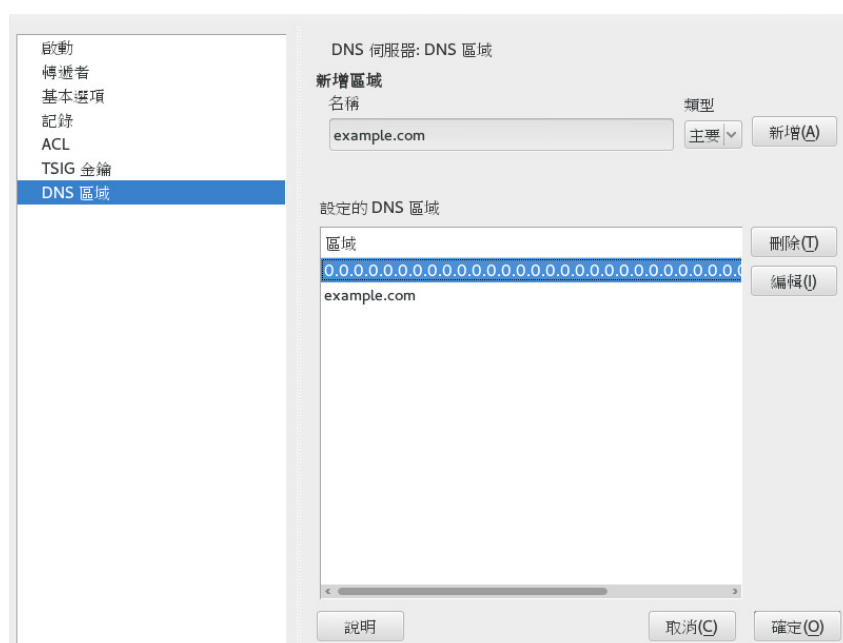 啟動
轉遞者
基本選項
記錄
ACL
TSIG 金鑰
DNS 區域
DNS 伺服器: DNS 區域
新增區域
名稱
類型
example.com
主要
新增(A)
設定的 DNS 區域
區域
刪除(T)
0.0.0.0.0.0.0.0.0.0.0.0.0.0.0.0.0.0.0.0.0.0.0.0.0.0.0.0.0
編輯(I)
example.com
說明
取消(C)
確定(O)